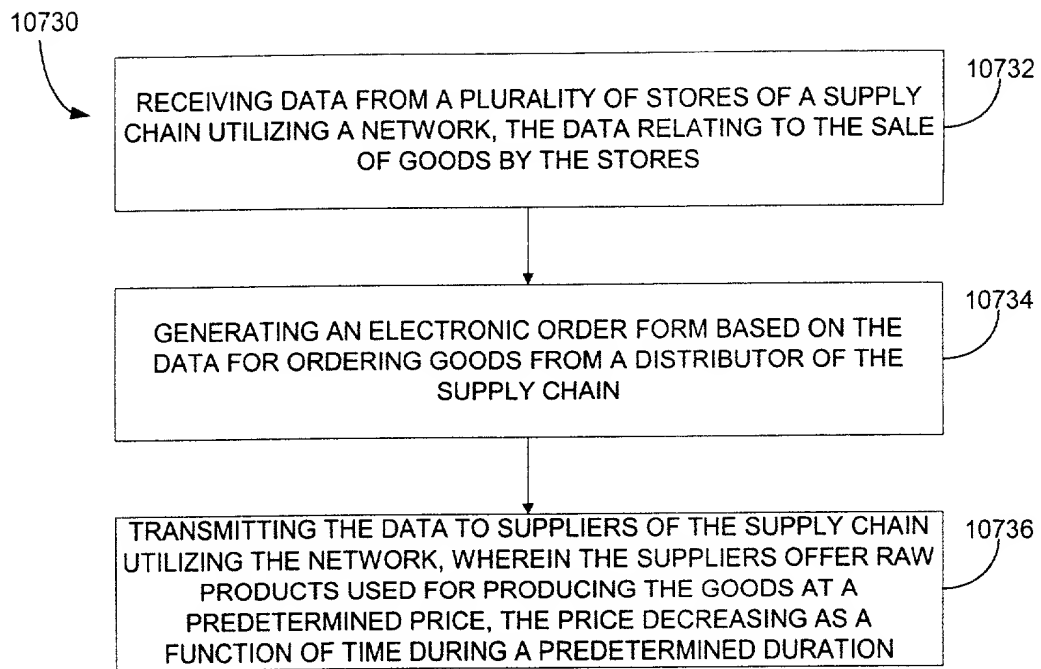 10730
10732
RECEIVING DATA FROM A PLURALITY OF STORES OF A SUPPLY
CHAIN UTILIZING A NETWORK, THE DATA RELATING TO THE SALE
OF GOODS BY THE STORES
10734
GENERATING AN ELECTRONIC ORDER FORM BASED ON THE
DATA FOR ORDERING GOODS FROM A DISTRIBUTOR OF THE
SUPPLY CHAIN
10736
TRANSMITTING THE DATA TO SUPPLIERS OF THE SUPPLY CHAIN
UTILIZING THE NETWORK, WHEREIN THE SUPPLIERS OFFER RAW
PRODUCTS USED FOR PRODUCING THE GOODS AT A
PREDETERMINED PRICE, THE PRICE DECREASING AS A
FUNCTION OF TIME DURING A PREDETERMINED DURATION